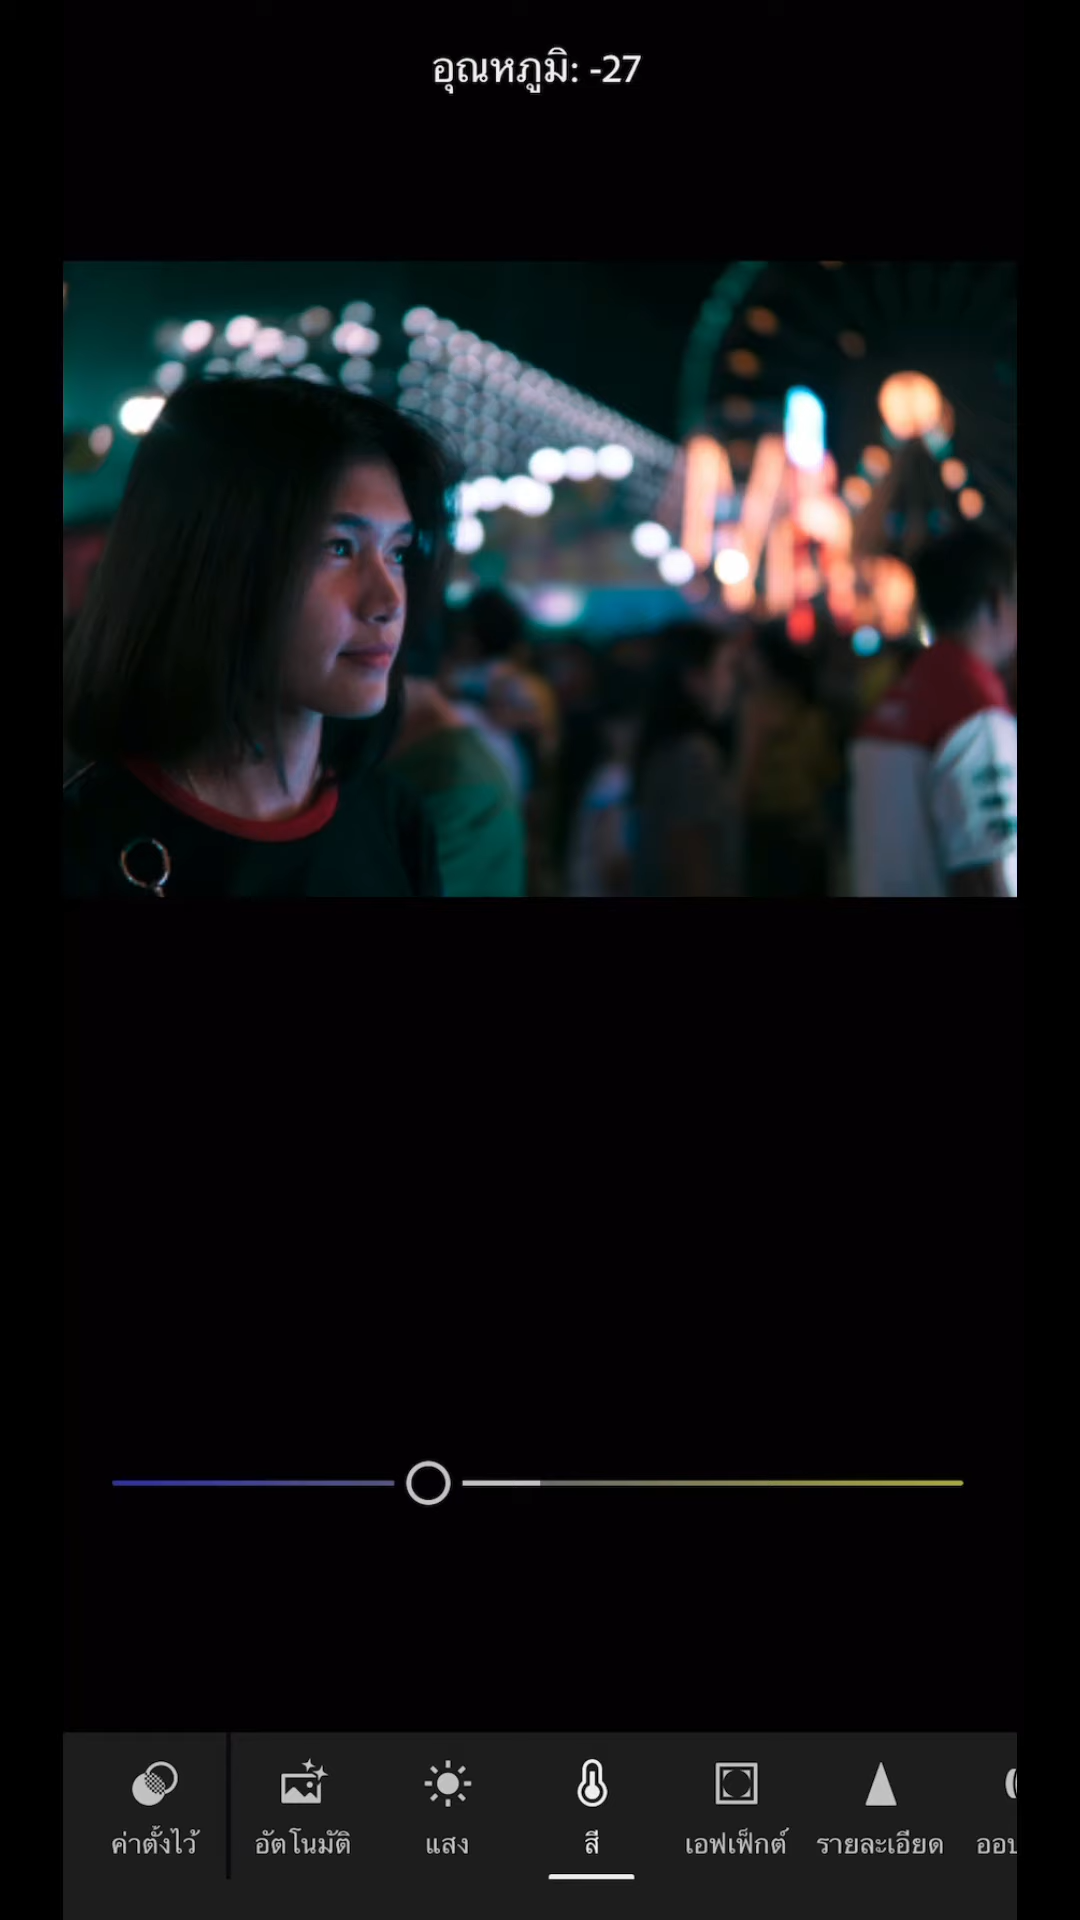 อุณหภูมิ: -27
ค่าตั้งไว้
อัตโนมัติ
แสง
สี
เอฟเฟ็กต์
รายละเอียด